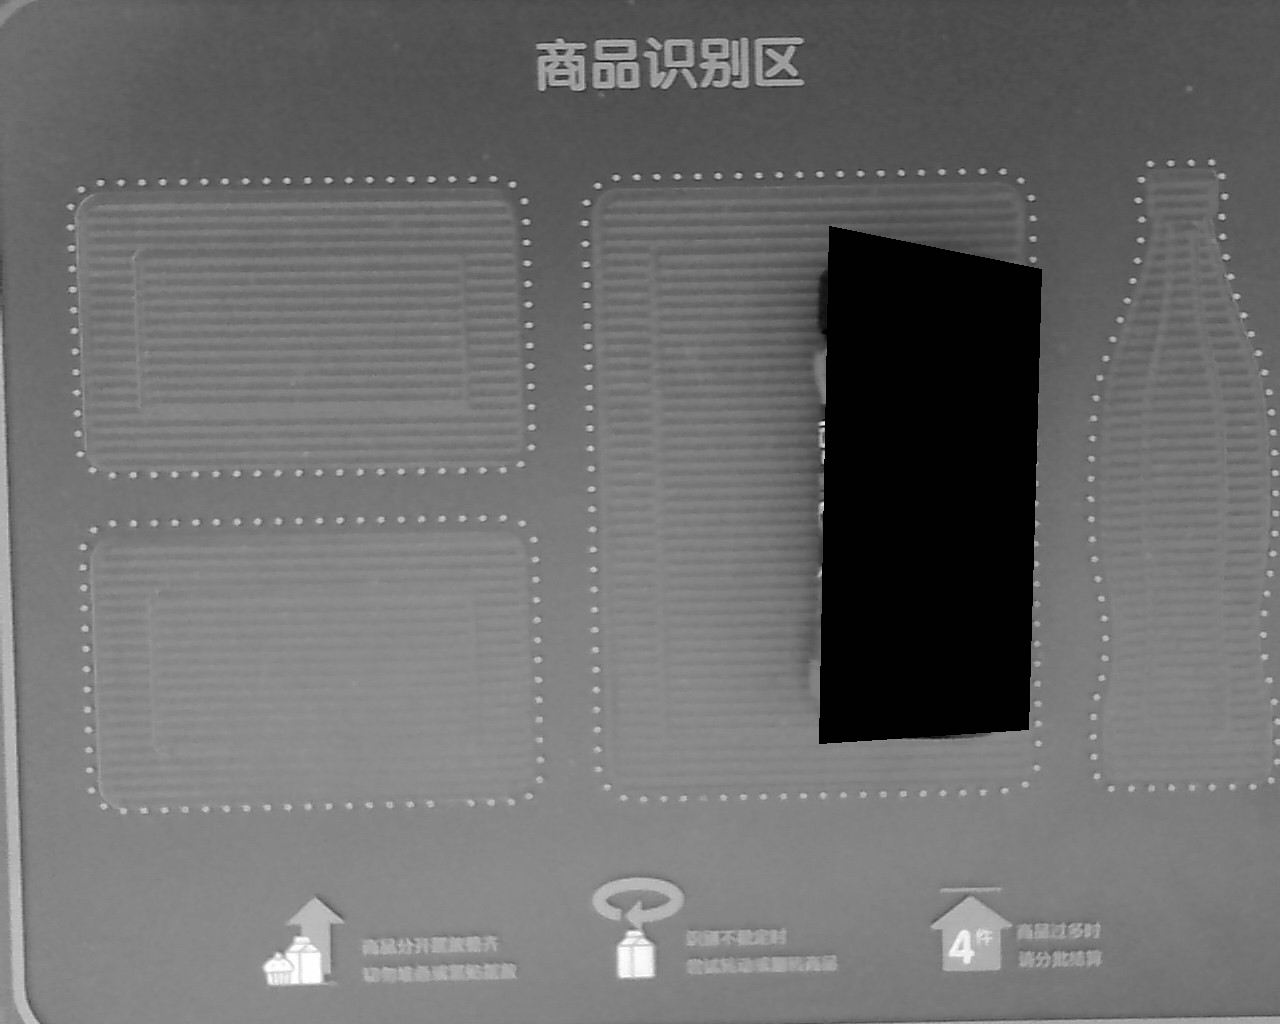 商品识别区
商品分开摆放整齐
切勿堆叠或紧贴摆放
识别不稳定时
尝试转动或翻转商品
4件
商品过多时
请分批结算